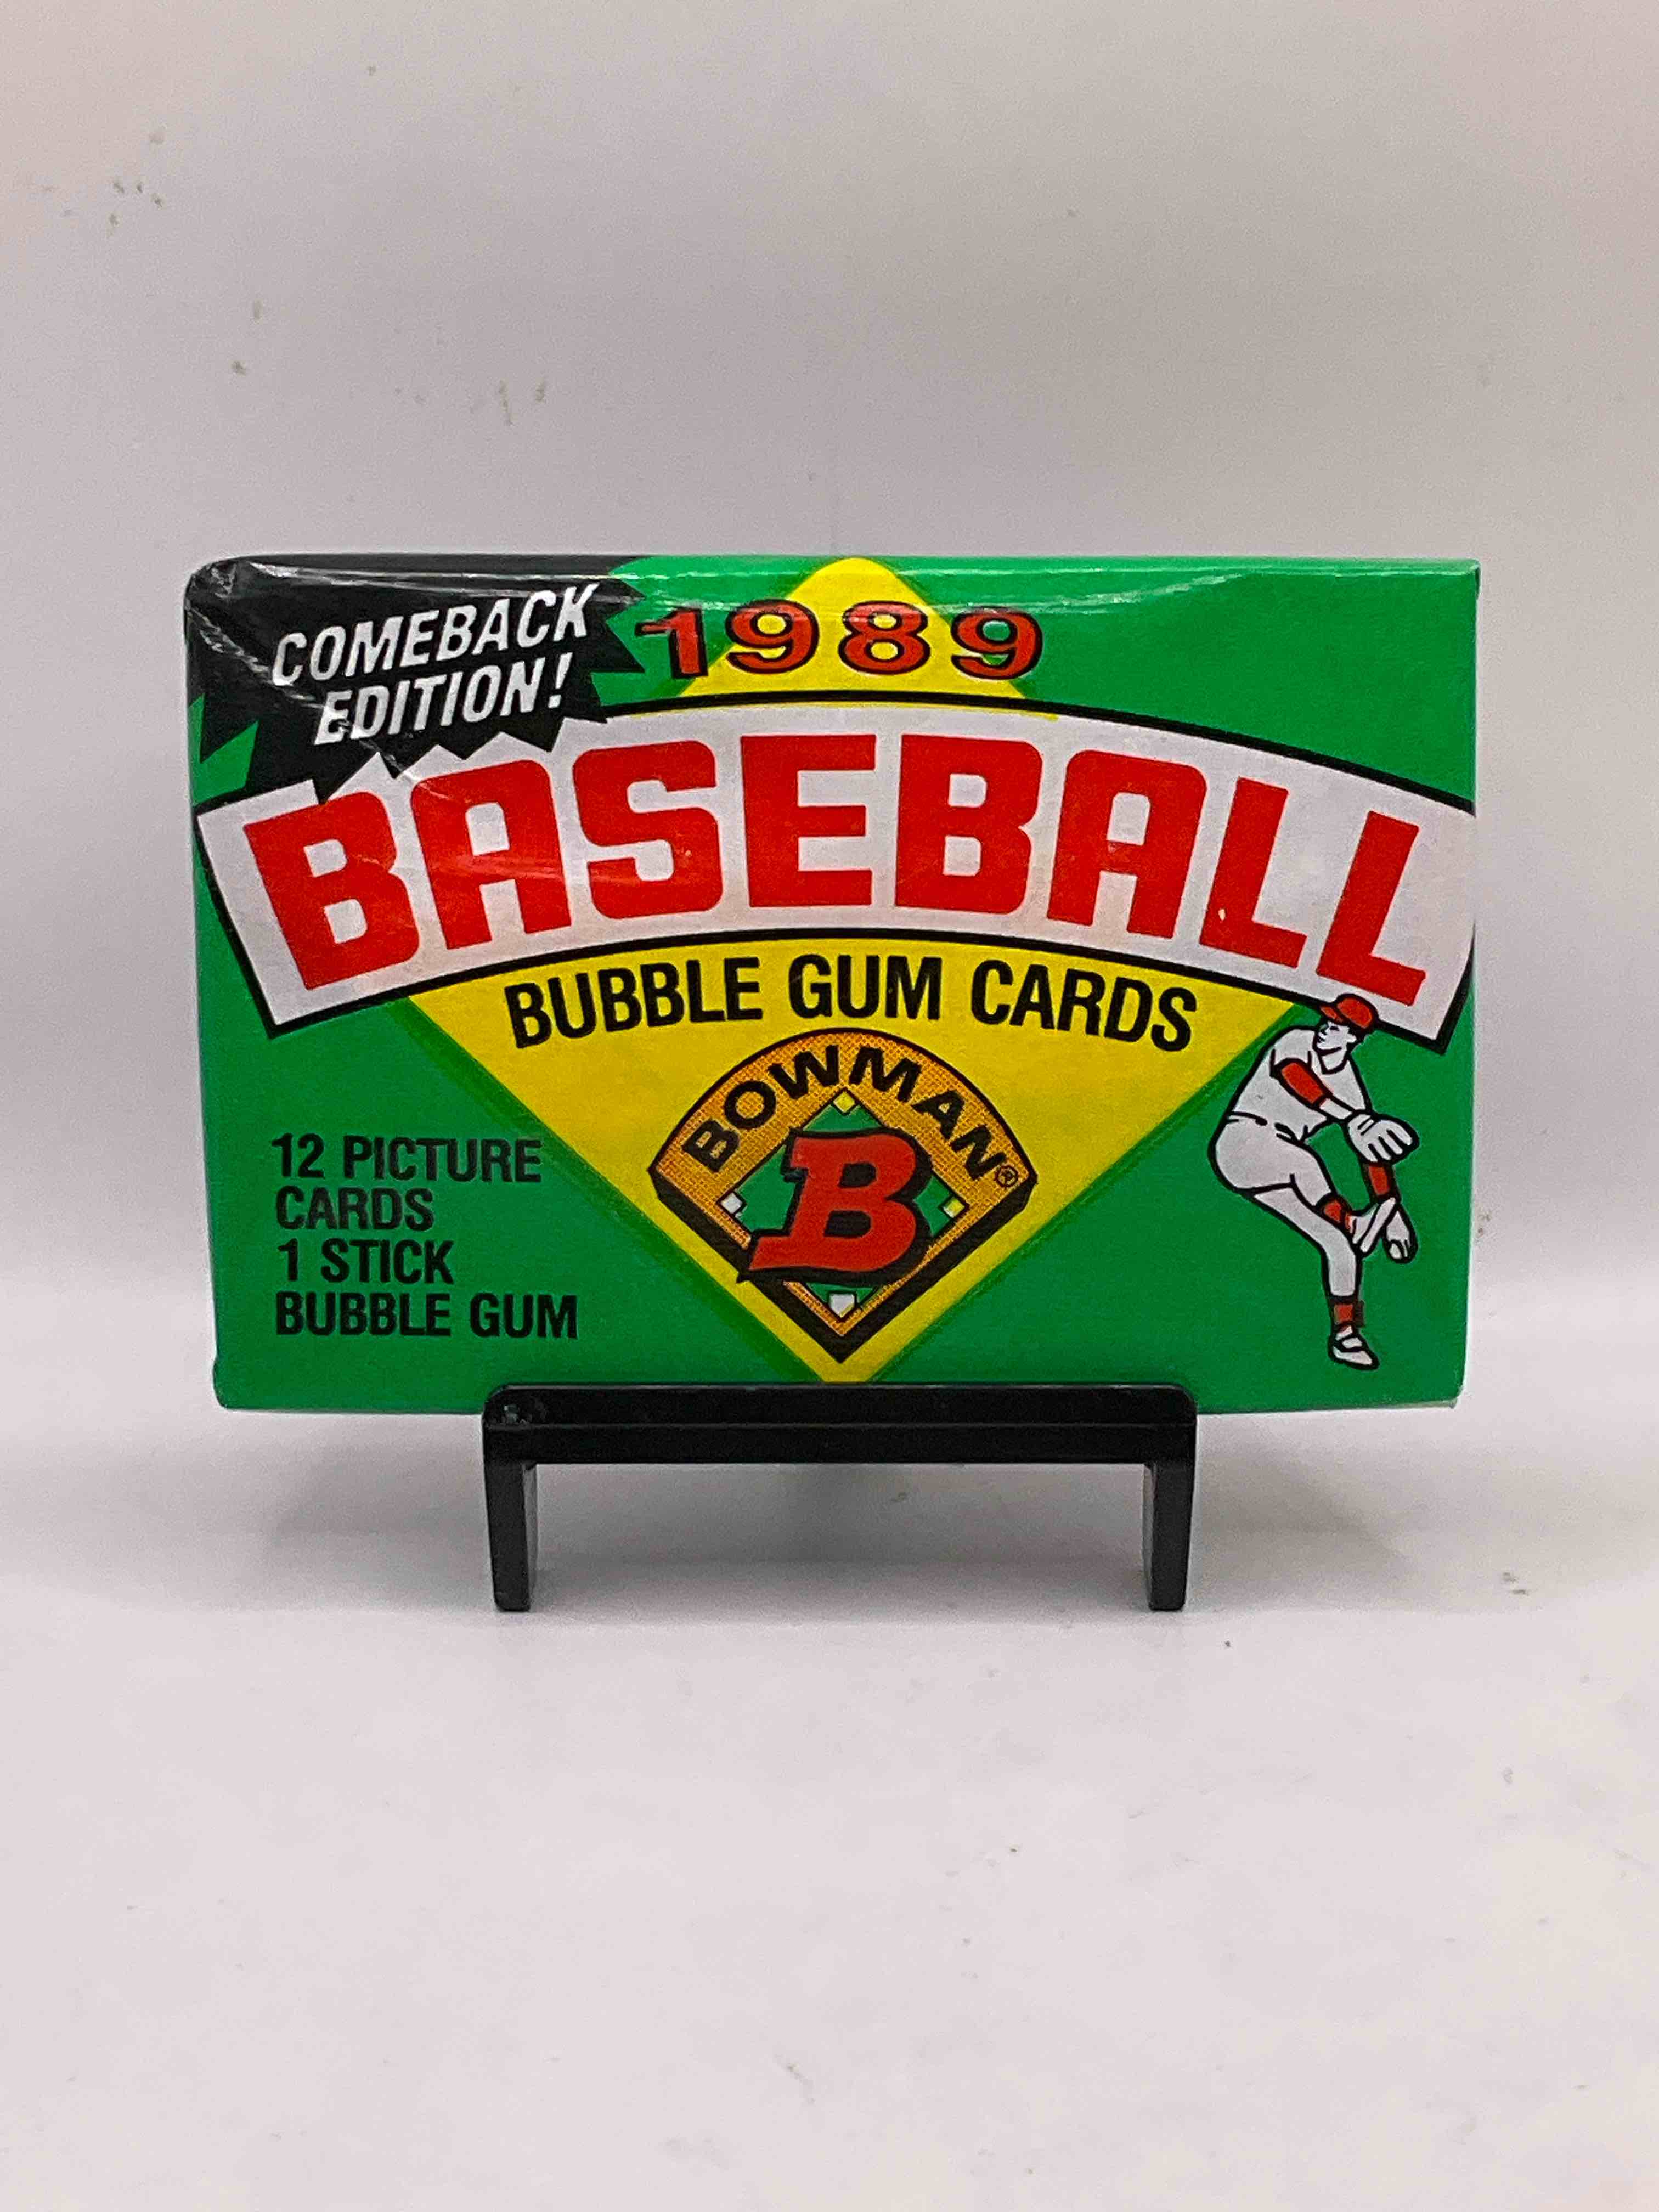 COMEBACK
EDITION!
1989
BASEBALL
BUBBLE GUM CARDS
BOWMAN®
B
12 PICTURE
CARDS
1 STICK
BUBBLE GUM